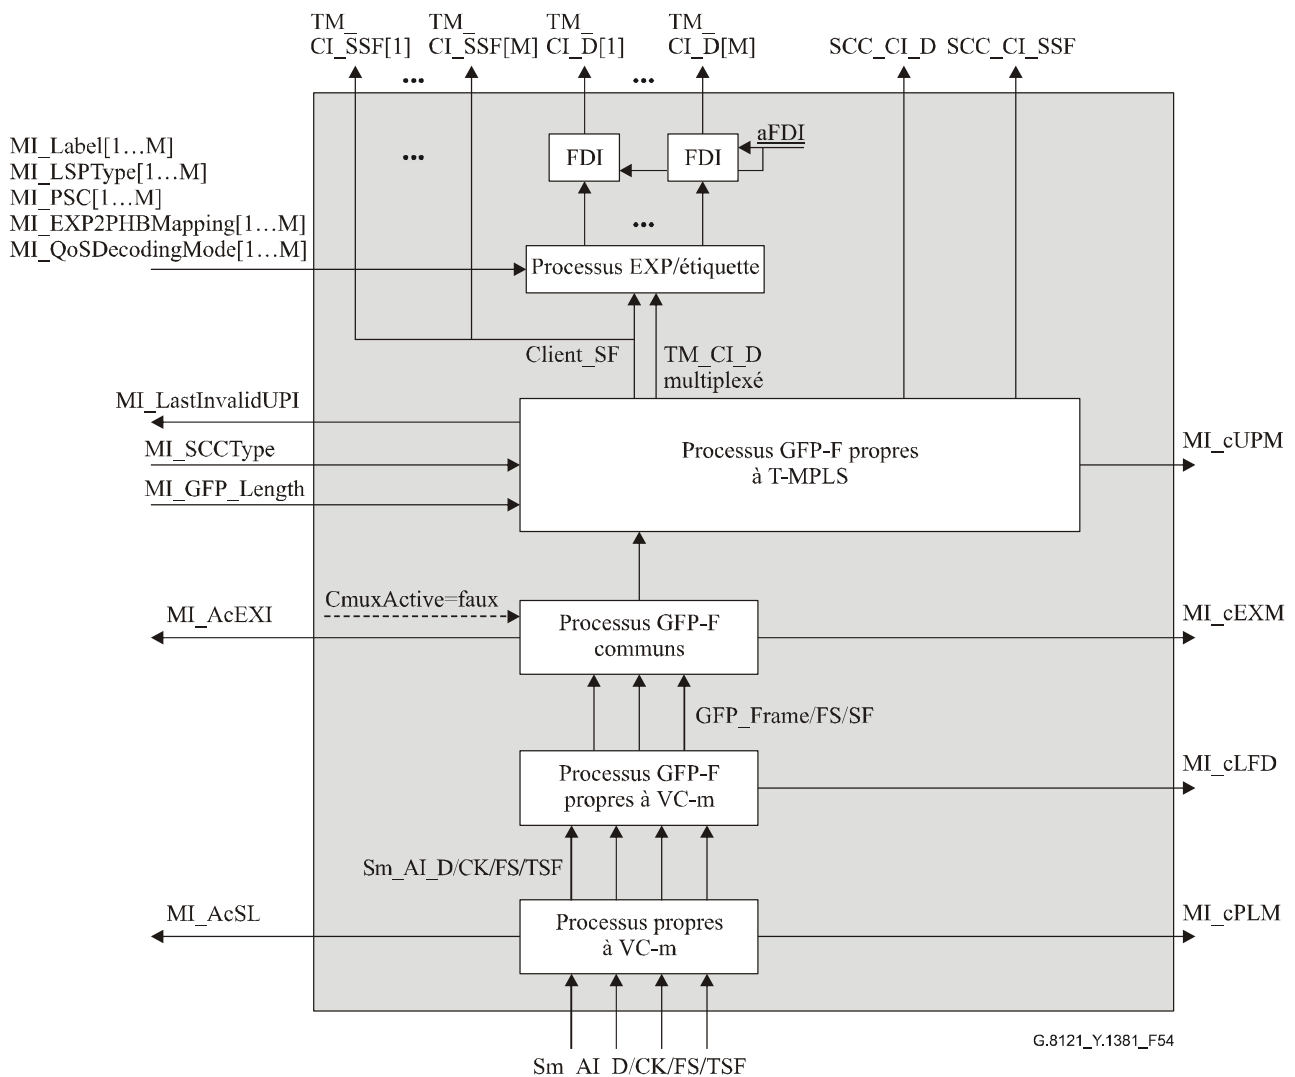 TM_
CI_SSF[1]
TM_
CI_SSF[M]
TM_
CI_D[1]
TM_
CI_D[M]
SCC_CI_D
SCC_CI_SSF
...
...
MI_Label[1…M]
MI_LSPType[1…M]
MI_PSC[1…M]
MI_EXP2PHBMapping[1…M]
MI_QoSDecodingMode[1…M]
...
FDI
FDI
aFDI
...
Processus EXP/étiquette
Client_SF
TM_CI_D
multiplexé
MI_LastInvalidUPI
MI_SCCType
MI_GFP_Length
Processus GFP-F propres
à T-MPLS
MI_cUPM
CmuxActive=faux
MI_AcEXI
Processus GFP-F
communs
MI_cEXM
GFP_Frame/FS/SF
Processus GFP-F
propres à VC-m
MI_cLFD
Sm_AI_D/CK/FS/TSF
MI_AcSL
Processus propres
à VC-m
MI_cPLM
Sm_AI_D/CK/FS/TSF
G.8121_Y.1381_F54